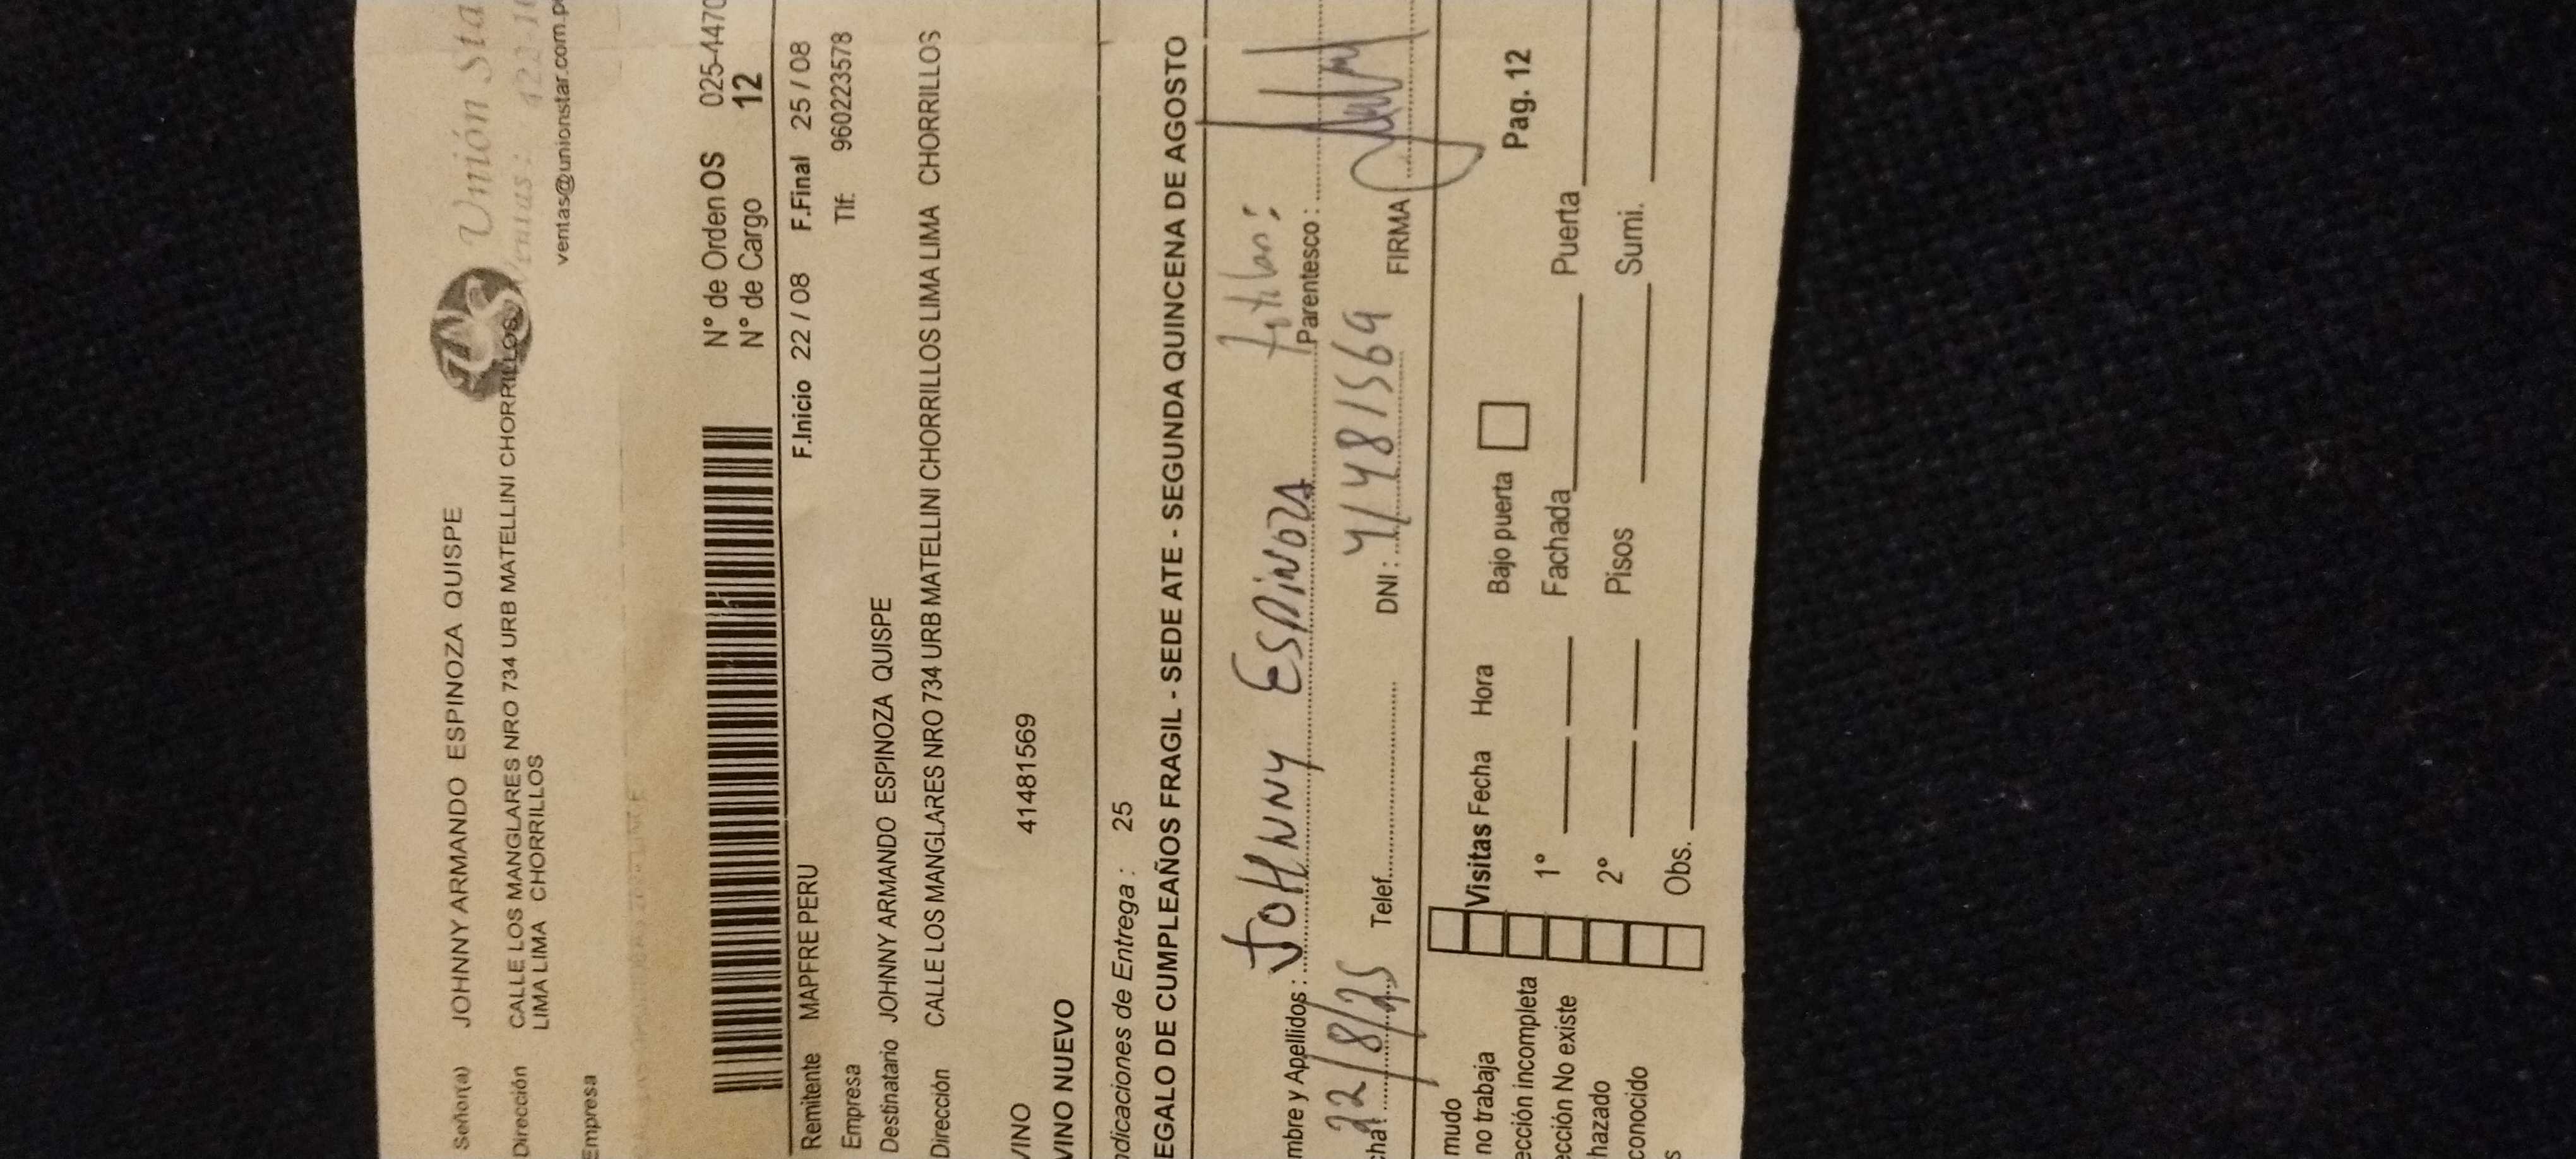 Unión Sta
Ventas: 422-10
ventas@unionstar.com.p
Señor(a) JOHNNY ARMANDO ESPINOZA QUISPE
Dirección CALLE LOS MANGLARES NRO 734 URB MATELLINI CHORRILLOS
LIMA LIMA CHORRILLOS
Empresa
N° de Orden OS 025-4470
N° de Cargo 12
F.Inicio 22 / 08 F.Final 25 / 08
Remitente MAPFRE PERU
Empresa Tlf: 960223578
Destinatario JOHNNY ARMANDO ESPINOZA QUISPE
Dirección CALLE LOS MANGLARES NRO 734 URB MATELLINI CHORRILLOS LIMA LIMA CHORRILLOS
VINO 41481569
VINO NUEVO
ndicaciones de Entrega : 25
EGALO DE CUMPLEAÑOS FRAGIL - SEDE ATE - SEGUNDA QUINCENA DE AGOSTO
mbre y Apellidos : JOHNNY ESPINOZA Parentesco : titular
cha: 22/8/25 Telef. DNI : 41481569 FIRMA
mudo
no trabaja
ección incompleta
ección No existe
hazado
conocido
s
Visitas Fecha Hora Bajo puerta Pag. 12
1° Fachada Puerta
2° Pisos Sumi.
Obs.